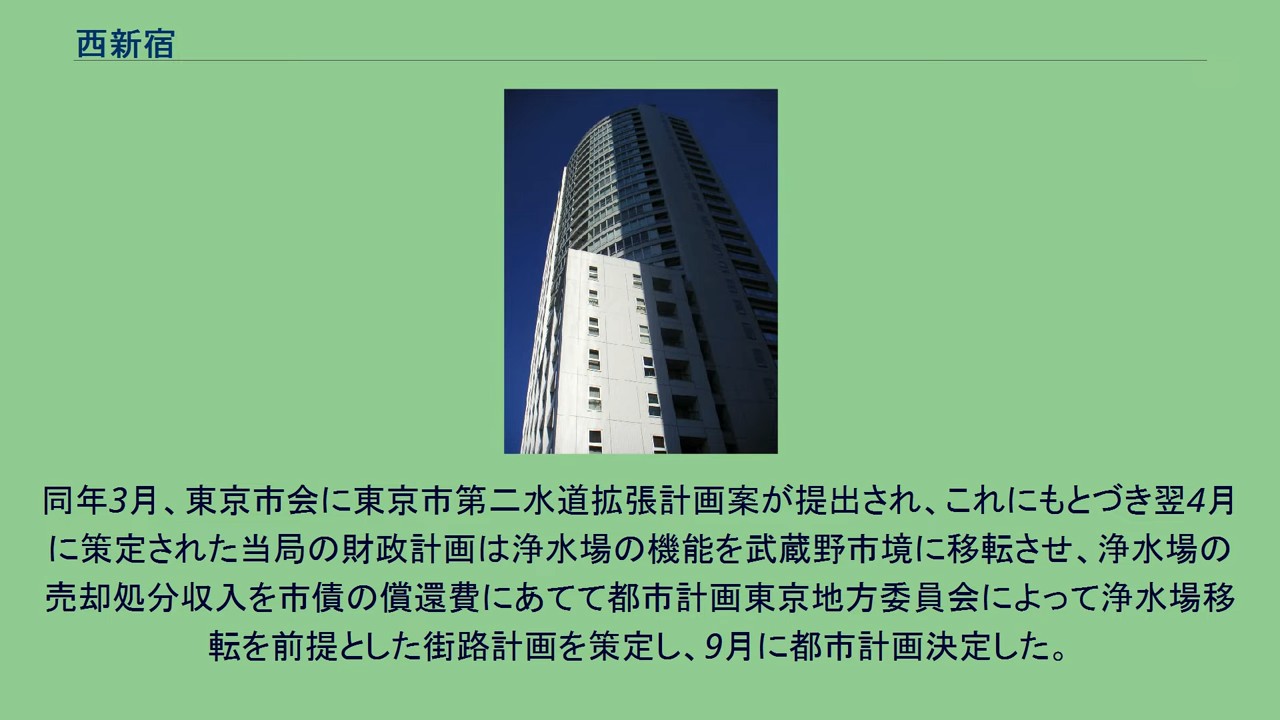 西新宿
同年3月、東京市会に東京市第二水道拡張計画案が提出され、これにもとづき翌4月
に策定された当局の財政計画は浄水場の機能を武蔵野市境に移転させ、浄水場の
売却処分収入を市債の償還費にあてて都市計画東京地方委員会によって浄水場移
転を前提とした街路計画を策定し、9月に都市計画決定した。